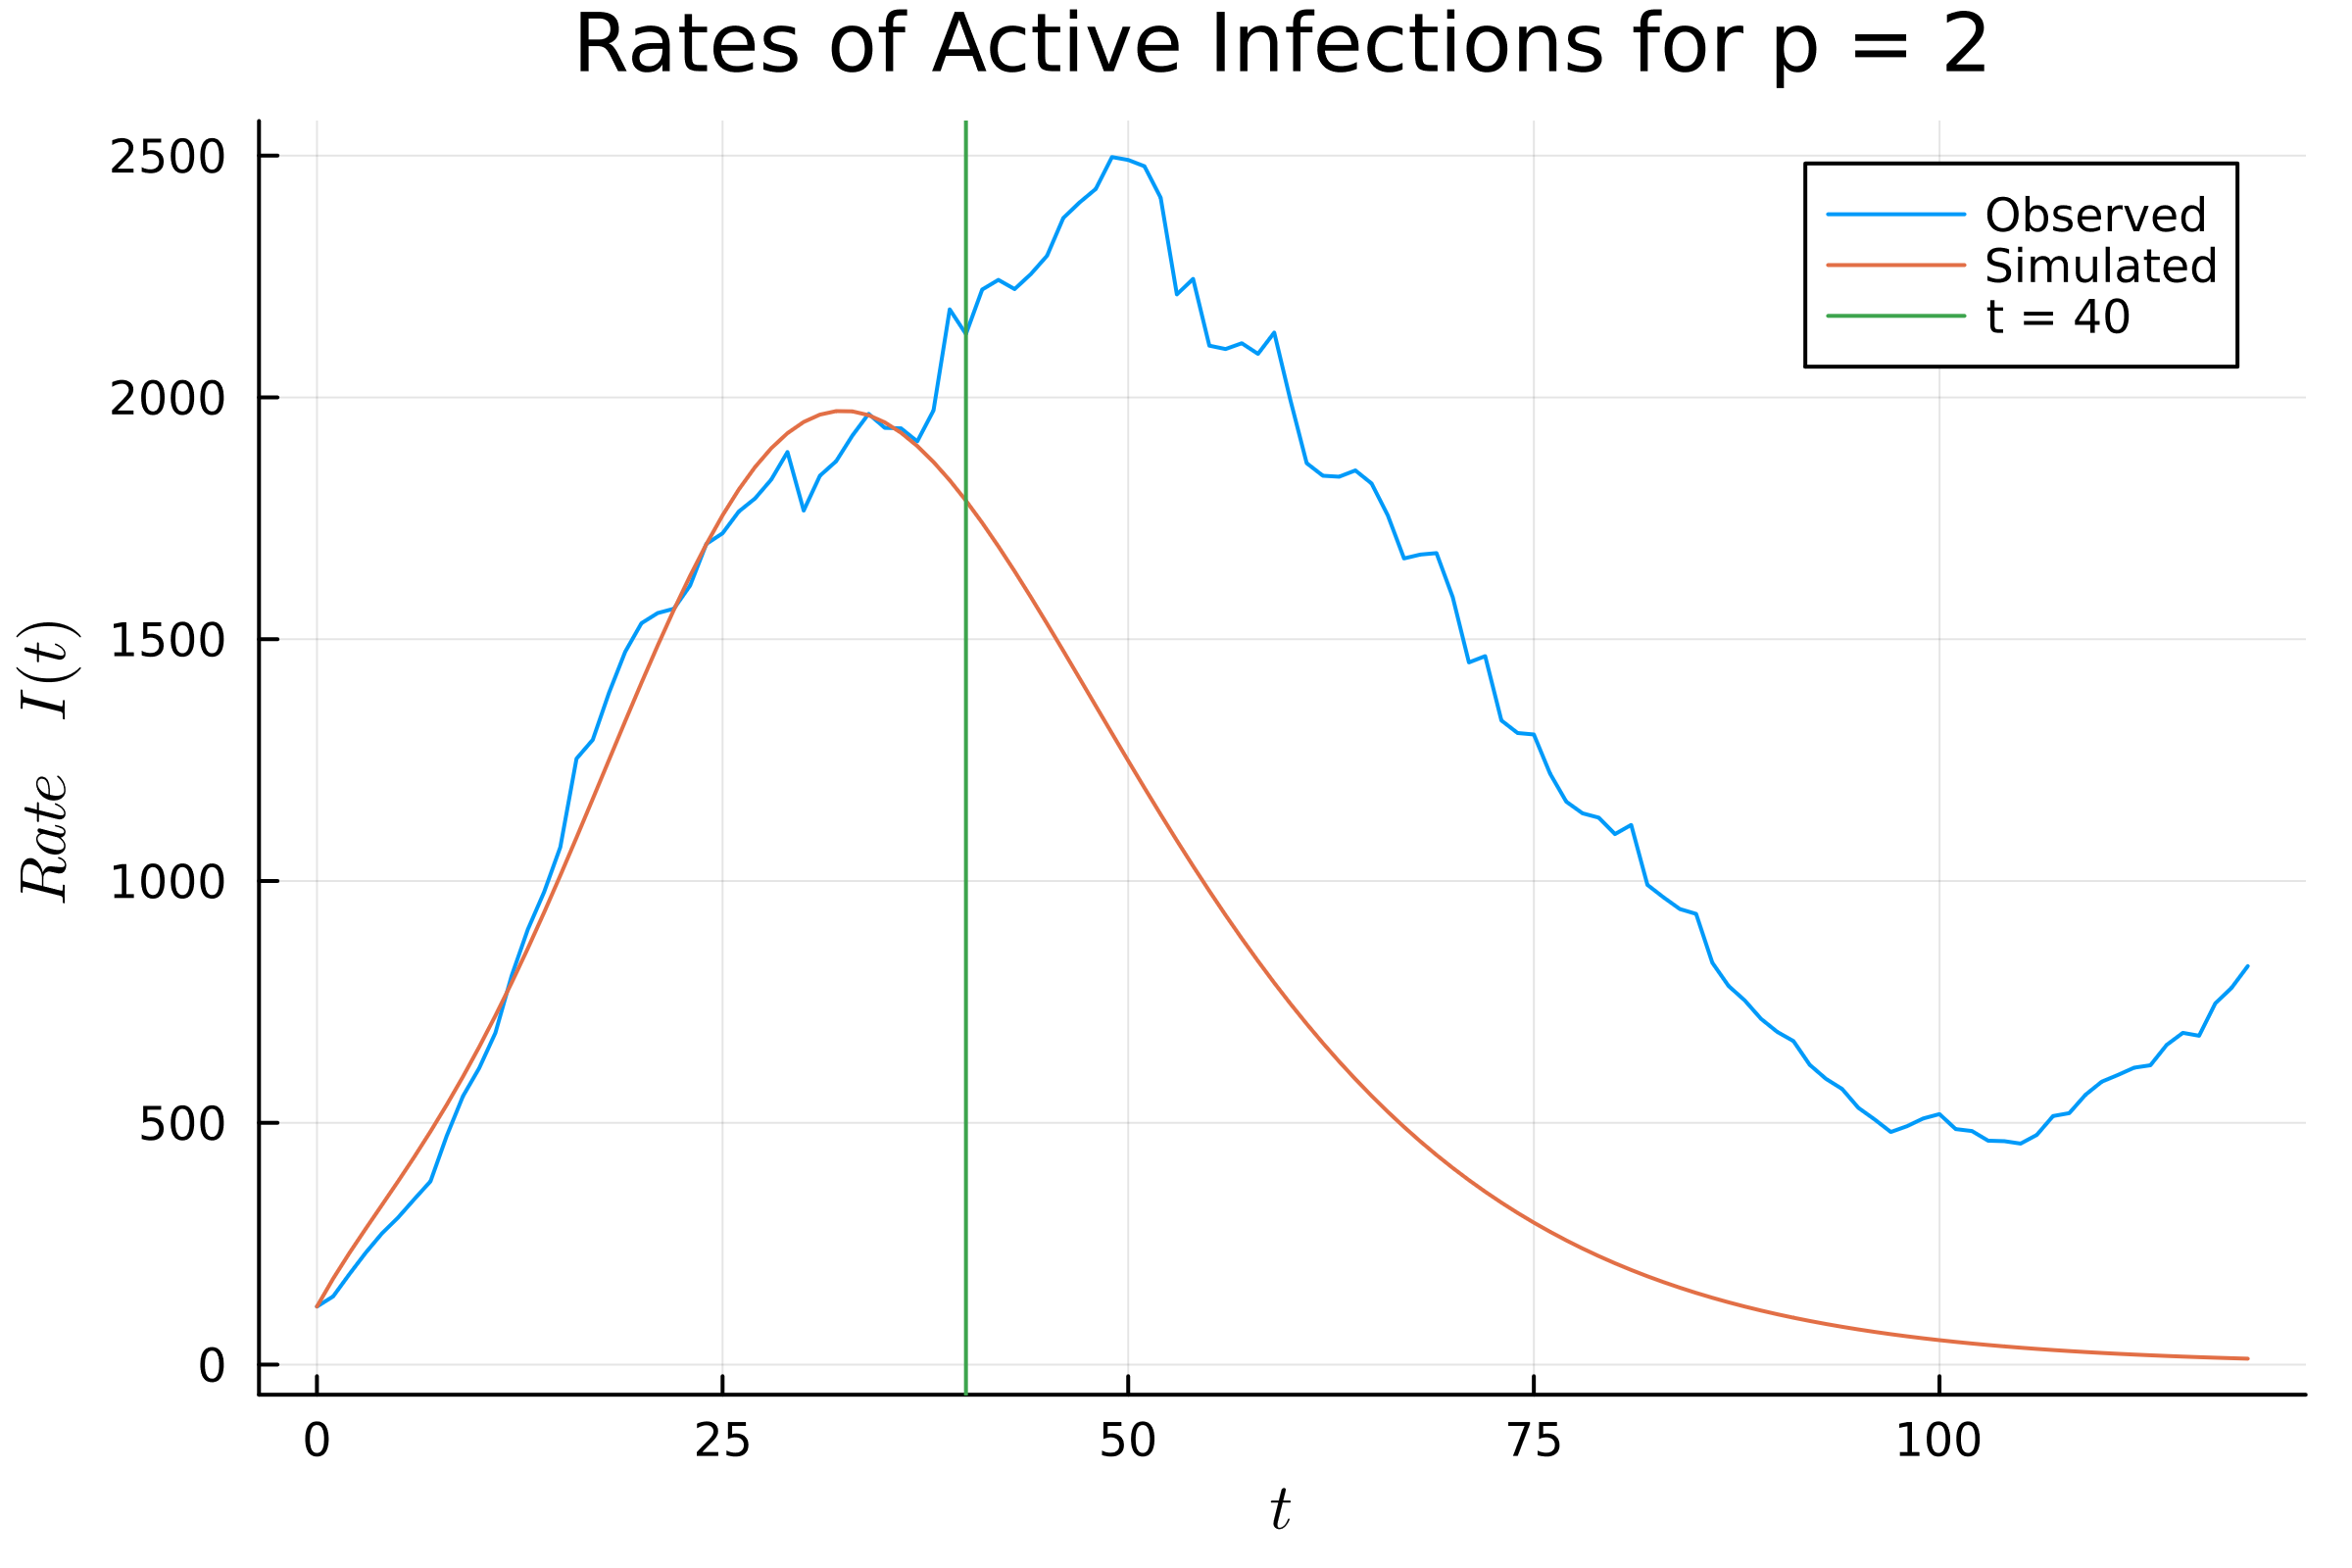 Rates of Active Infections for p = 2
2500
2000
1500
1000
500
0
Rate I(t)
Observed
Simulated
t = 40
0 25 50 75 100
t